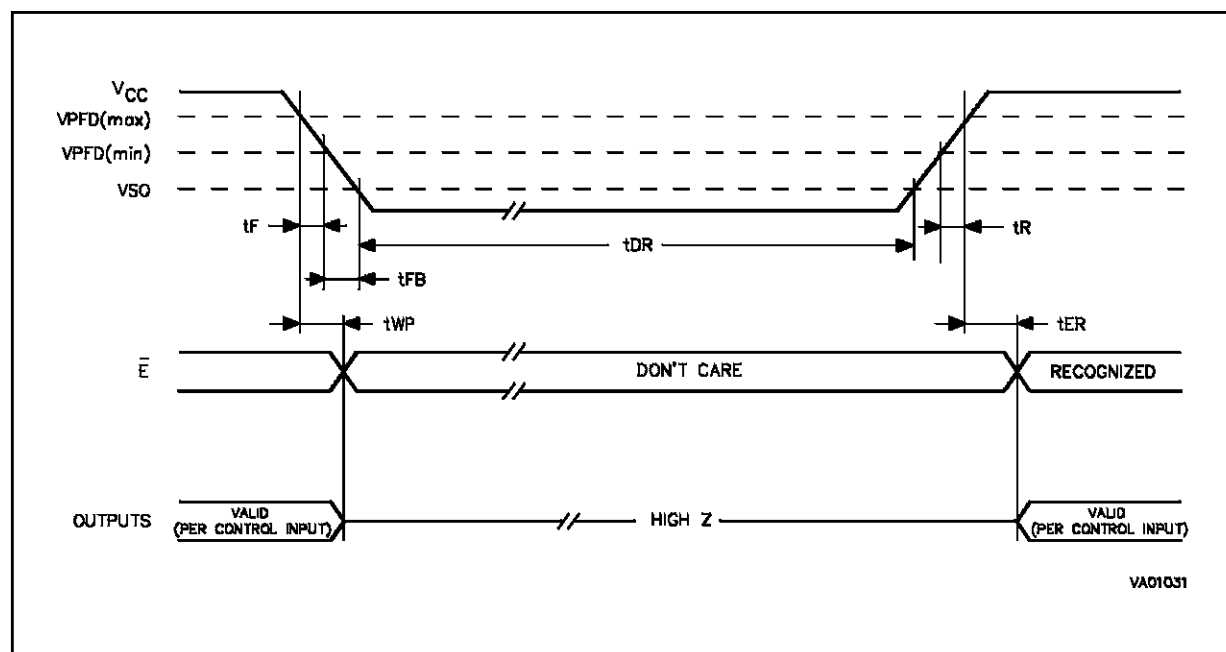 VCC
VPFD(max)
VPFD(min)
VSO
tF
tDR
tR
tFB
tWP
tER
E̅
DON'T CARE
RECOGNIZED
OUTPUTS
VALID
(PER CONTROL INPUT)
HIGH Z
VALID
(PER CONTROL INPUT)
VA01031